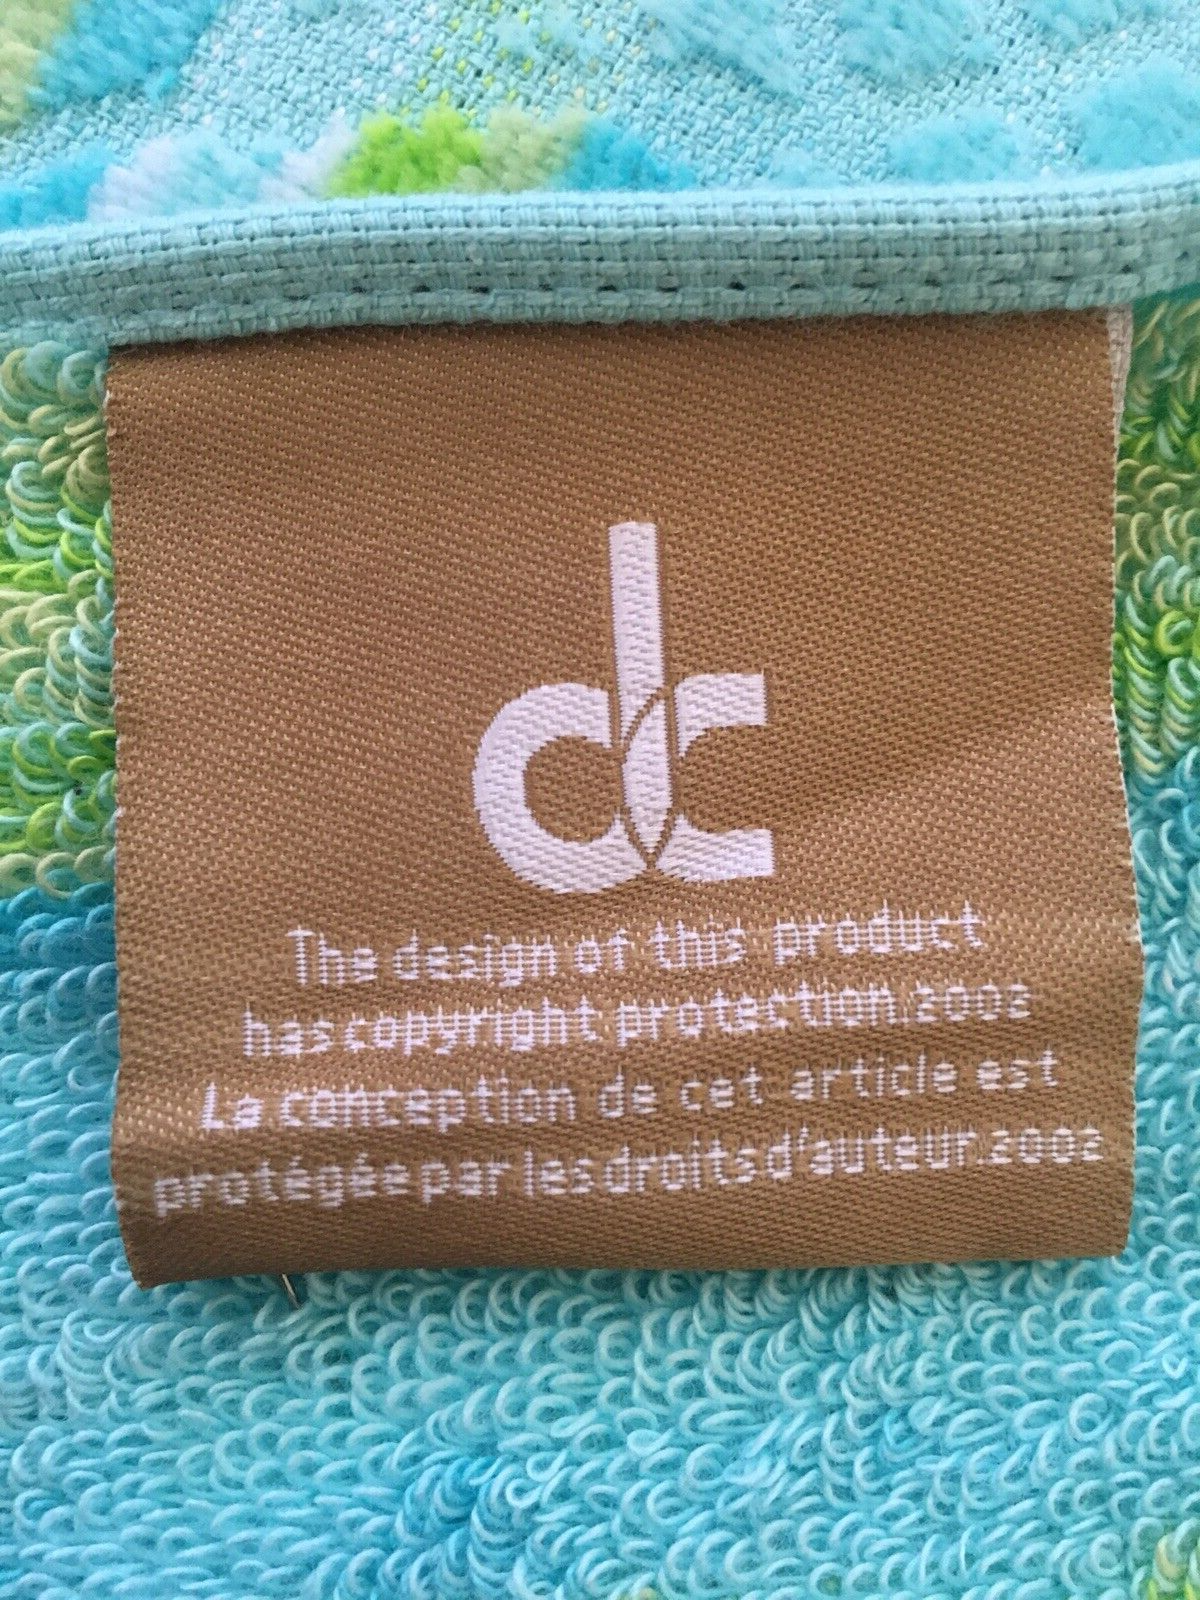 dc
The design of this product
has copyright protection.2002
La conception de cet article est
protégée par les droits d'auteur.2002